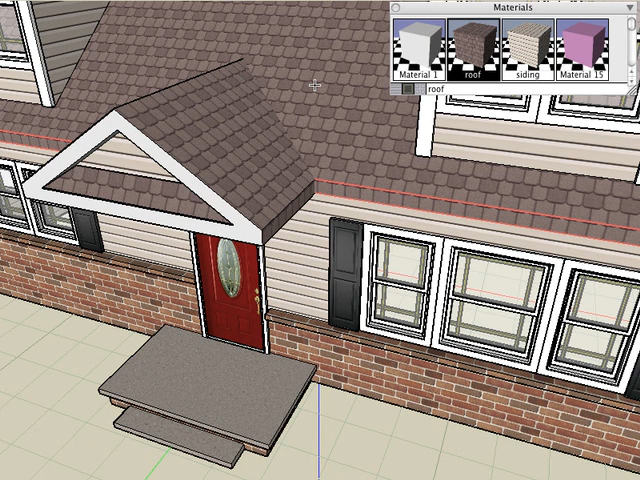 Materials
Material 1
roof
siding
Material 15
roof